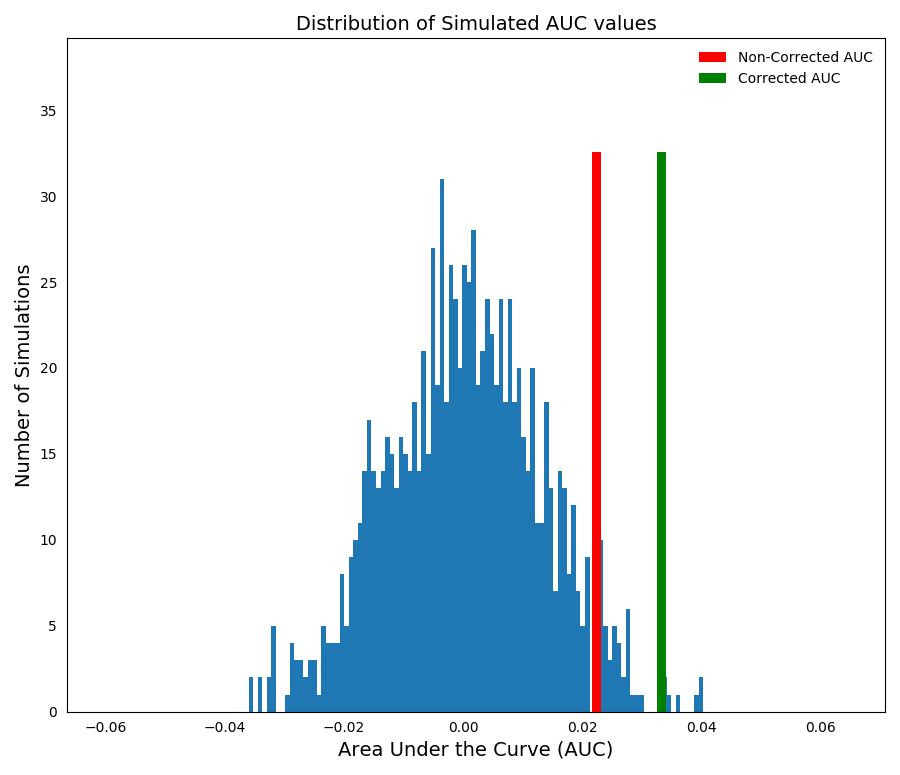 Distribution of Simulated AUC values
Non-Corrected AUC
Corrected AUC
35
30
25
20
15
10
5
0
Number of Simulations
−0.06 −0.04 −0.02 0.00 0.02 0.04 0.06
Area Under the Curve (AUC)